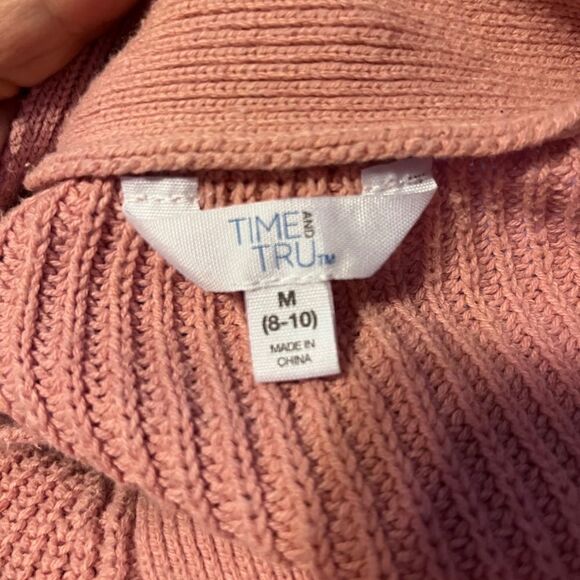 TIME AND
TRU™
M
(8-10)
MADE IN
CHINA